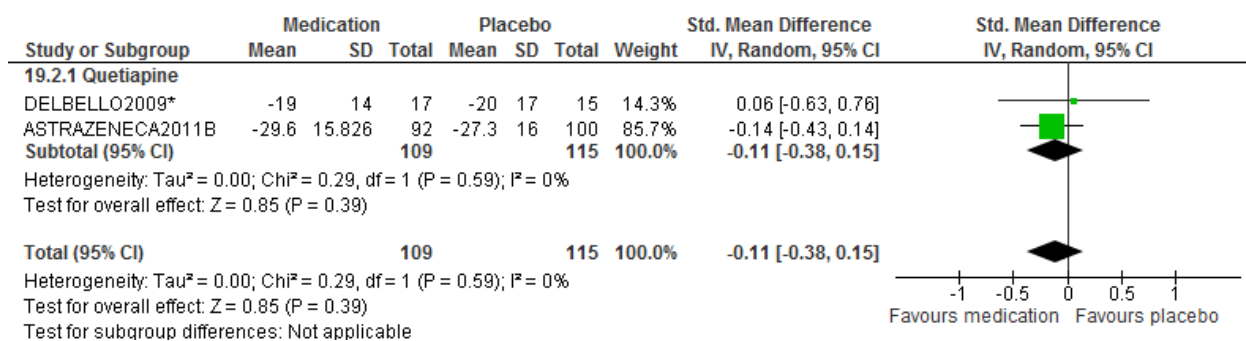 Medication Placebo Std. Mean Difference Std. Mean Difference
Study or Subgroup Mean SD Total Mean SD Total Weight IV, Random, 95% CI IV, Random, 95% CI
19.2.1 Quetiapine
DELBELLO2009* -19 14 17 -20 17 15 14.3% 0.06 [-0.63, 0.76]
ASTRAZENECA2011B -29.6 15.826 92 -27.3 16 100 85.7% -0.14 [-0.43, 0.14]
Subtotal (95% CI) 109 115 100.0% -0.11 [-0.38, 0.15]
Heterogeneity: Tau² = 0.00; Chi² = 0.29, df = 1 (P = 0.59); I² = 0%
Test for overall effect: Z = 0.85 (P = 0.39)
Total (95% CI) 109 115 100.0% -0.11 [-0.38, 0.15]
Heterogeneity: Tau² = 0.00; Chi² = 0.29, df = 1 (P = 0.59); I² = 0%
Test for overall effect: Z = 0.85 (P = 0.39)
Test for subgroup differences: Not applicable
-1 -0.5 0 0.5 1
Favours medication Favours placebo